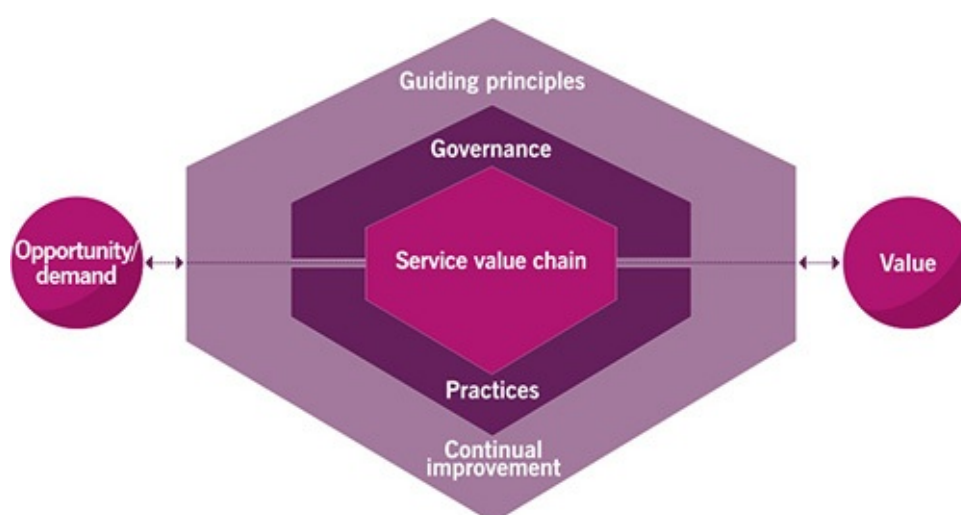 Guiding principles
Governance
Opportunity/
demand
Service value chain
Value
Practices
Continual
improvement